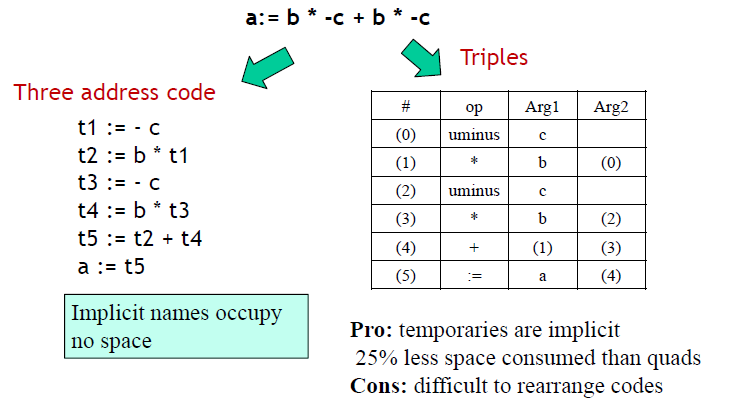 a:= b * -c + b * -c
Three address code
t1 := - c
t2 := b * t1
t3 := - c
t4 := b * t3
t5 := t2 + t4
a := t5
Implicit names occupy
no space
Triples
# op Arg1 Arg2
(0) uminus c
(1) * b (0)
(2) uminus c
(3) * b (2)
(4) + (1) (3)
(5) := a (4)
Pro: temporaries are implicit
25% less space consumed than quads
Cons: difficult to rearrange codes